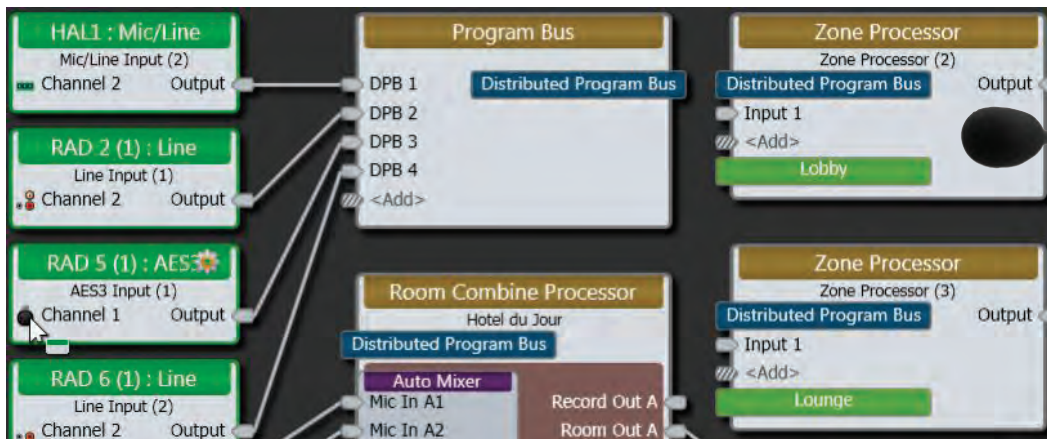 HAL1 : Mic/Line
Mic/Line Input (2)
Channel 2 Output
RAD 2 (1) : Line
Line Input (1)
Channel 2 Output
RAD 5 (1) : AES3
AES3 Input (1)
Channel 1 Output
RAD 6 (1) : Line
Line Input (2)
Channel 2 Output
Program Bus
DPB 1 Distributed Program Bus
DPB 2
DPB 3
DPB 4
<Add>
Room Combine Processor
Hotel du Jour
Distributed Program Bus
Auto Mixer
Mic In A1 Record Out A
Mic In A2 Room Out A
Zone Processor
Zone Processor (2)
Distributed Program Bus Output
Input 1
<Add>
Lobby
Zone Processor
Zone Processor (3)
Distributed Program Bus Output
Input 1
<Add>
Lounge